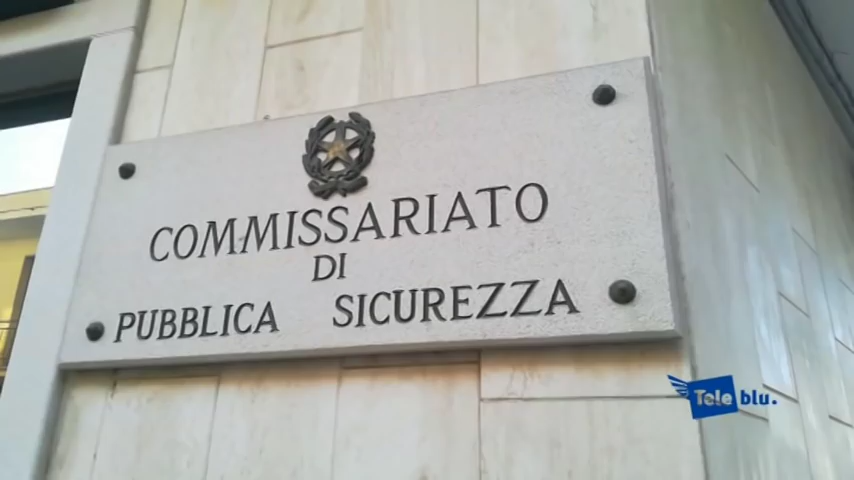 COMMISSARIATO
DI
PUBBLICA SICUREZZA
Tele blu.